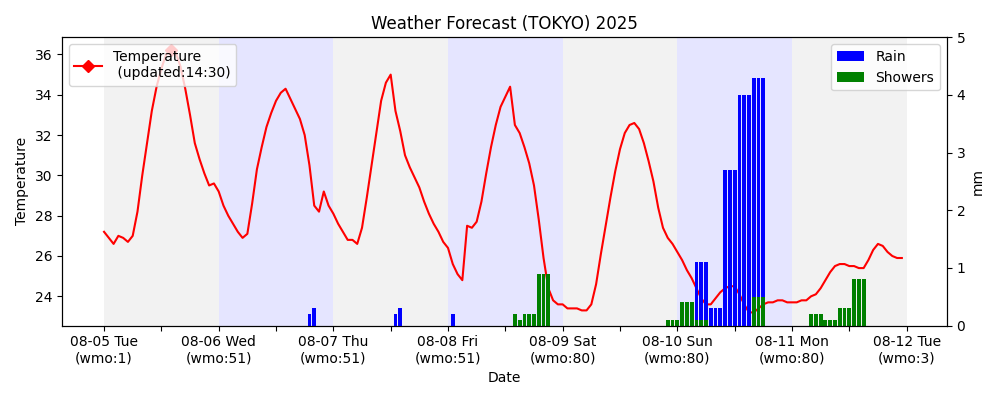 Weather Forecast (TOKYO) 2025
Temperature
(updated:14:30)
Rain
Showers
36
34
32
30
28
26
24
Temperature
5
4
3
2
1
0
mm
08-05 Tue
(wmo:1)
08-06 Wed
(wmo:51)
08-07 Thu
(wmo:51)
08-08 Fri
(wmo:51)
08-09 Sat
(wmo:80)
08-10 Sun
(wmo:80)
08-11 Mon
(wmo:80)
08-12 Tue
(wmo:3)
Date